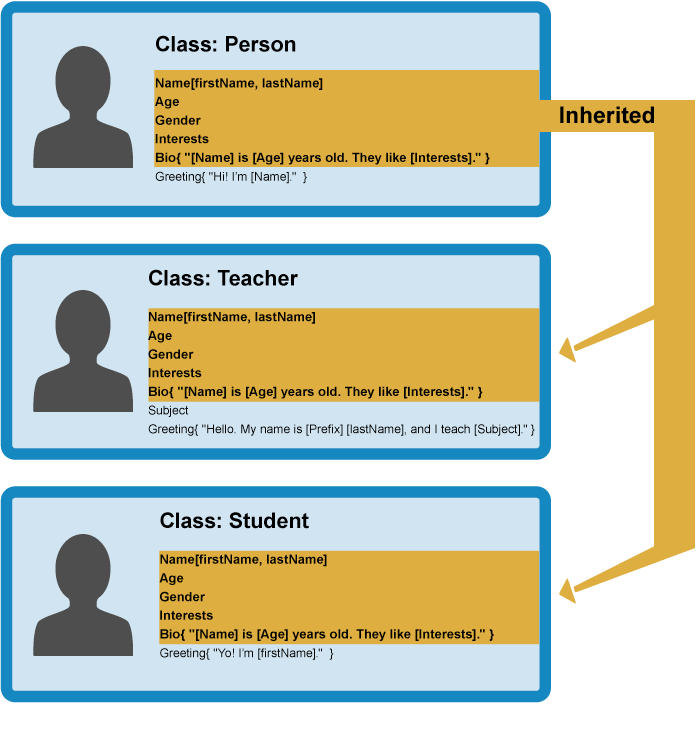 Class: Person
Name[firstName, lastName]
Age
Gender
Interests
Bio{ "[Name] is [Age] years old. They like [Interests]." }
Greeting{ "Hi! I'm [Name]." }
Inherited
Class: Teacher
Name[firstName, lastName]
Age
Gender
Interests
Bio{ "[Name] is [Age] years old. They like [Interests]." }
Subject
Greeting{ "Hello. My name is [Prefix] [lastName], and I teach [Subject]." }
Class: Student
Name[firstName, lastName]
Age
Gender
Interests
Bio{ "[Name] is [Age] years old. They like [Interests]." }
Greeting{ "Yo! I'm [firstName]." }